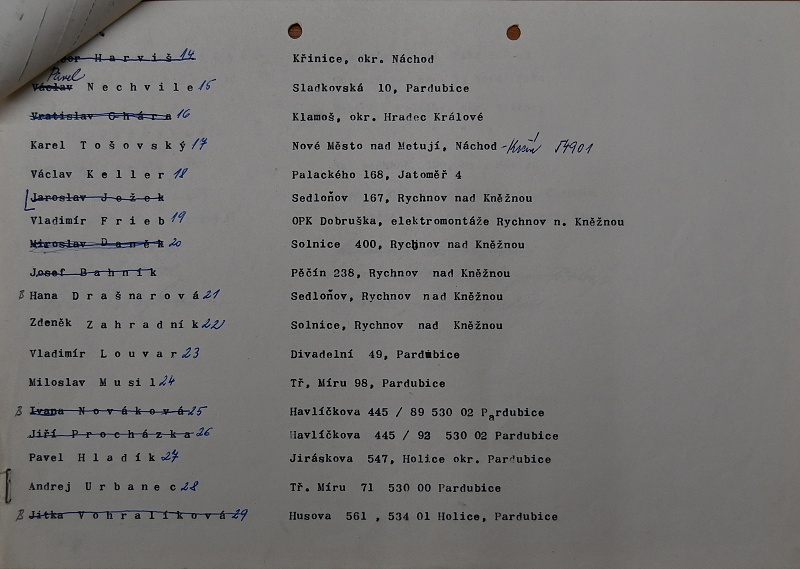 Harviš 14 Křinice, okr. Náchod
Pavel
Václav Nechvile 15 Sladkovská 10, Pardubice
Vratislav Chára 16 Klamoš, okr. Hradec Králové
Karel Tošovský 17 Nové Město nad Metují, Náchod - 54901
Václav Keller 18 Palackého 168, Jatoměř 4
Jaroslav Ježek Sedloňov 167, Rychnov nad Kněžnou
Vladimír Frieb 19 OPK Dobruška, elektromontáže Rychnov n. Kněžnou
Miroslav Daněk 20 Solnice 400, Rychnov nad Kněžnou
Josef Bahník Pěčín 238, Rychnov nad Kněžnou
Hana Drašnarová 21 Sedloňov, Rychnov nad Kněžnou
Zdeněk Zahradník 22 Solnice, Rychnov nad Kněžnou
Vladimír Louvar 23 Divadelní 49, Pardubice
Miloslav Musil 24 Tř, Míru 98, Pardubice
Ivana Nováková 25 Havlíčkova 445 / 89 530 02 Pardubice
Jiří Procházka 26 Havlíčkova 445 / 92 530 02 Pardubice
Pavel Hladík 27 Jiráskova 547, Holice okr. Pardubice
Andrej Urbanec 28 Tř. Míru 71 530 00 Pardubice
Jitka Vohralíková 29 Husova 561 , 534 01 Holice, Pardubice